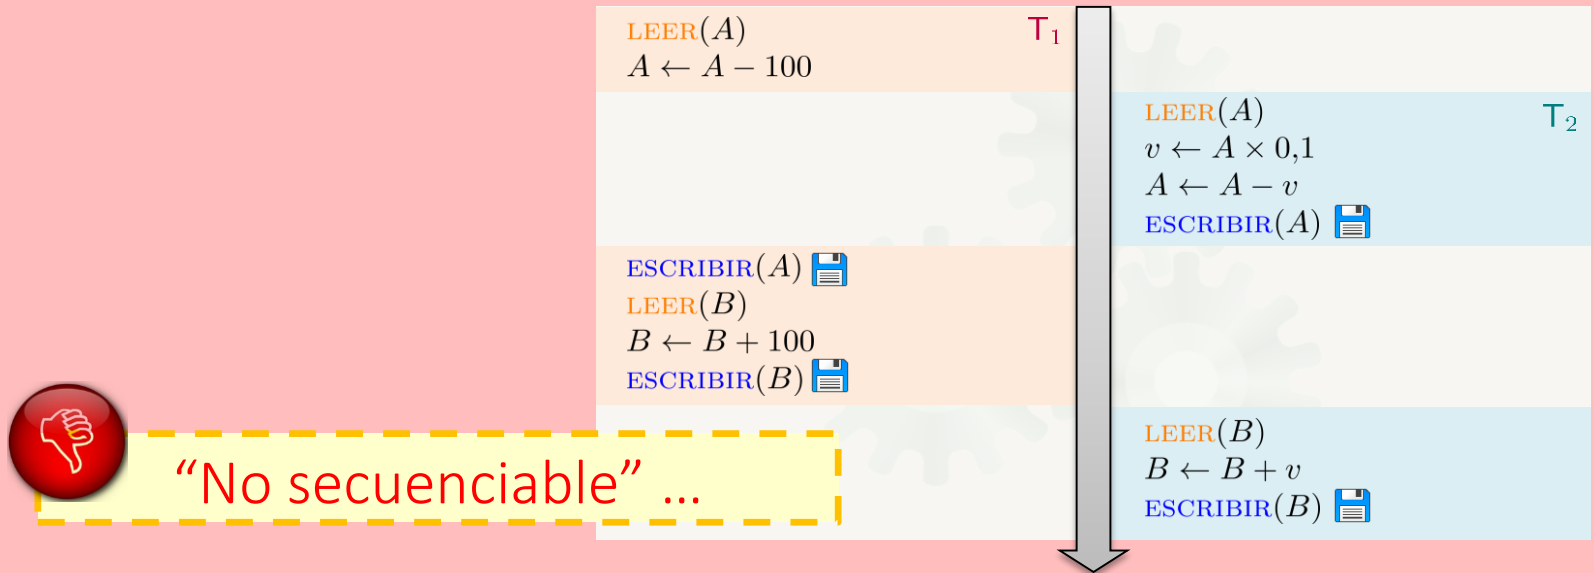 LEER(A) T₁
A ← A − 100
LEER(A) T₂
v ← A × 0,1
A ← A − v
ESCRIBIR(A)
ESCRIBIR(A)
LEER(B)
B ← B + 100
ESCRIBIR(B)
LEER(B)
B ← B + v
ESCRIBIR(B)
“No secuenciable” ...